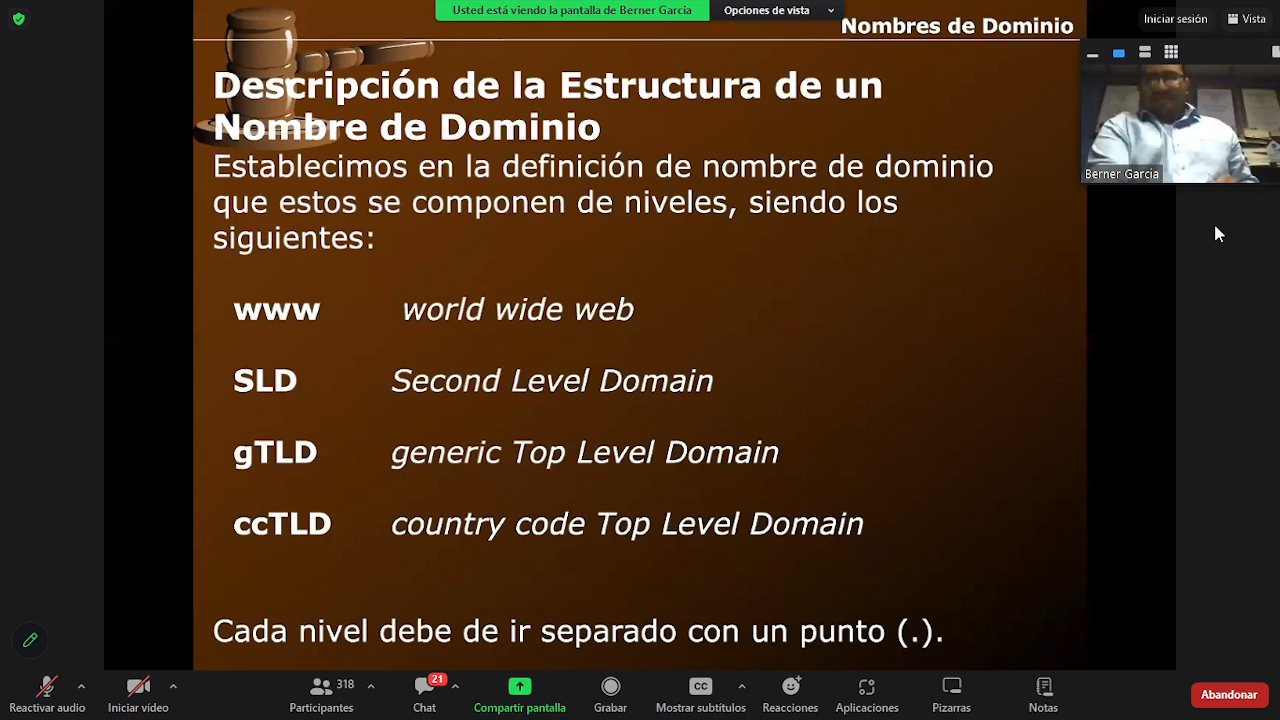 Usted está viendo la pantalla de Berner Garcia
Opciones de vista
Iniciar sesión
Vista
Nombres de Dominio
Descripción de la Estructura de un
Nombre de Dominio
Establecimos en la definición de nombre de dominio
que estos se componen de niveles, siendo los
siguientes:
www world wide web
SLD Second Level Domain
gTLD generic Top Level Domain
ccTLD country code Top Level Domain
Cada nivel debe de ir separado con un punto (.).
Berner Garcia
Reactivar audio
Iniciar vídeo
318
Participantes
21
Chat
Compartir pantalla
Grabar
CC
Mostrar subtítulos
Reacciones
Aplicaciones
Pizarras
Notas
Abandonar